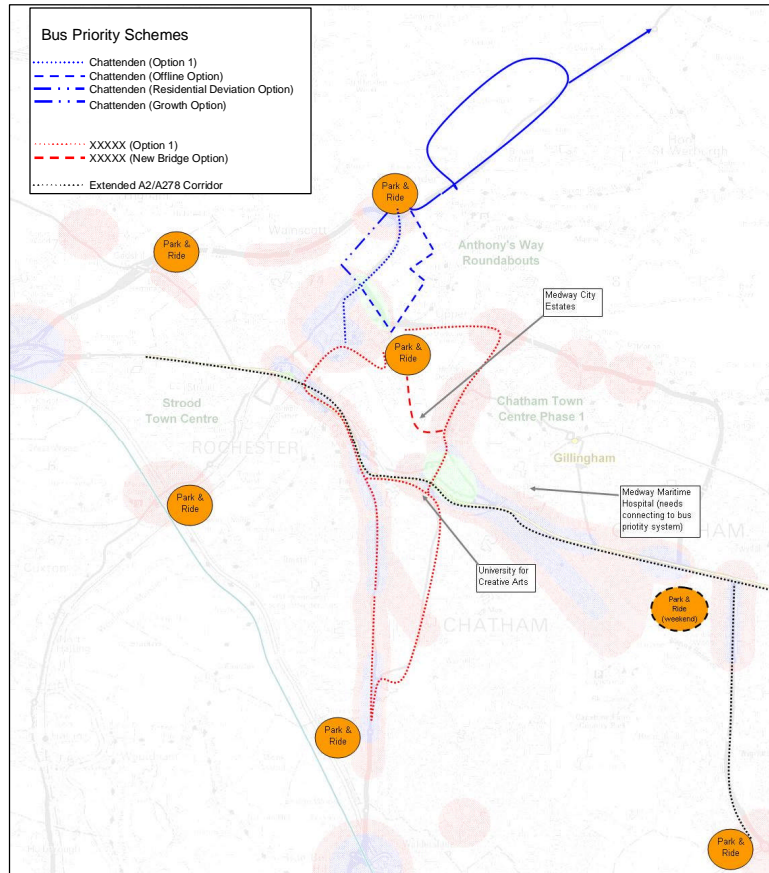 Bus Priority Schemes
Chattenden (Option 1)
Chattenden (Offline Option)
Chattenden (Residential Deviation Option)
Chattenden (Growth Option)
XXXXX (Option 1)
XXXXX (New Bridge Option)
Extended A2/A278 Corridor
Park &
Ride
Wainscott
Park &
Ride
Anthony's Way
Roundabouts
Medway City
Estates
Park &
Ride
Strood
Town Centre
Chatham Town
Centre Phase 1
ROCHESTER
Gillingham
Park &
Ride
Medway Maritime
Hospital (needs
connecting to bus
priotity system)
University for
Creative Arts
Park &
Ride
(weekend)
CHATHAM
Park &
Ride
Park &
Ride